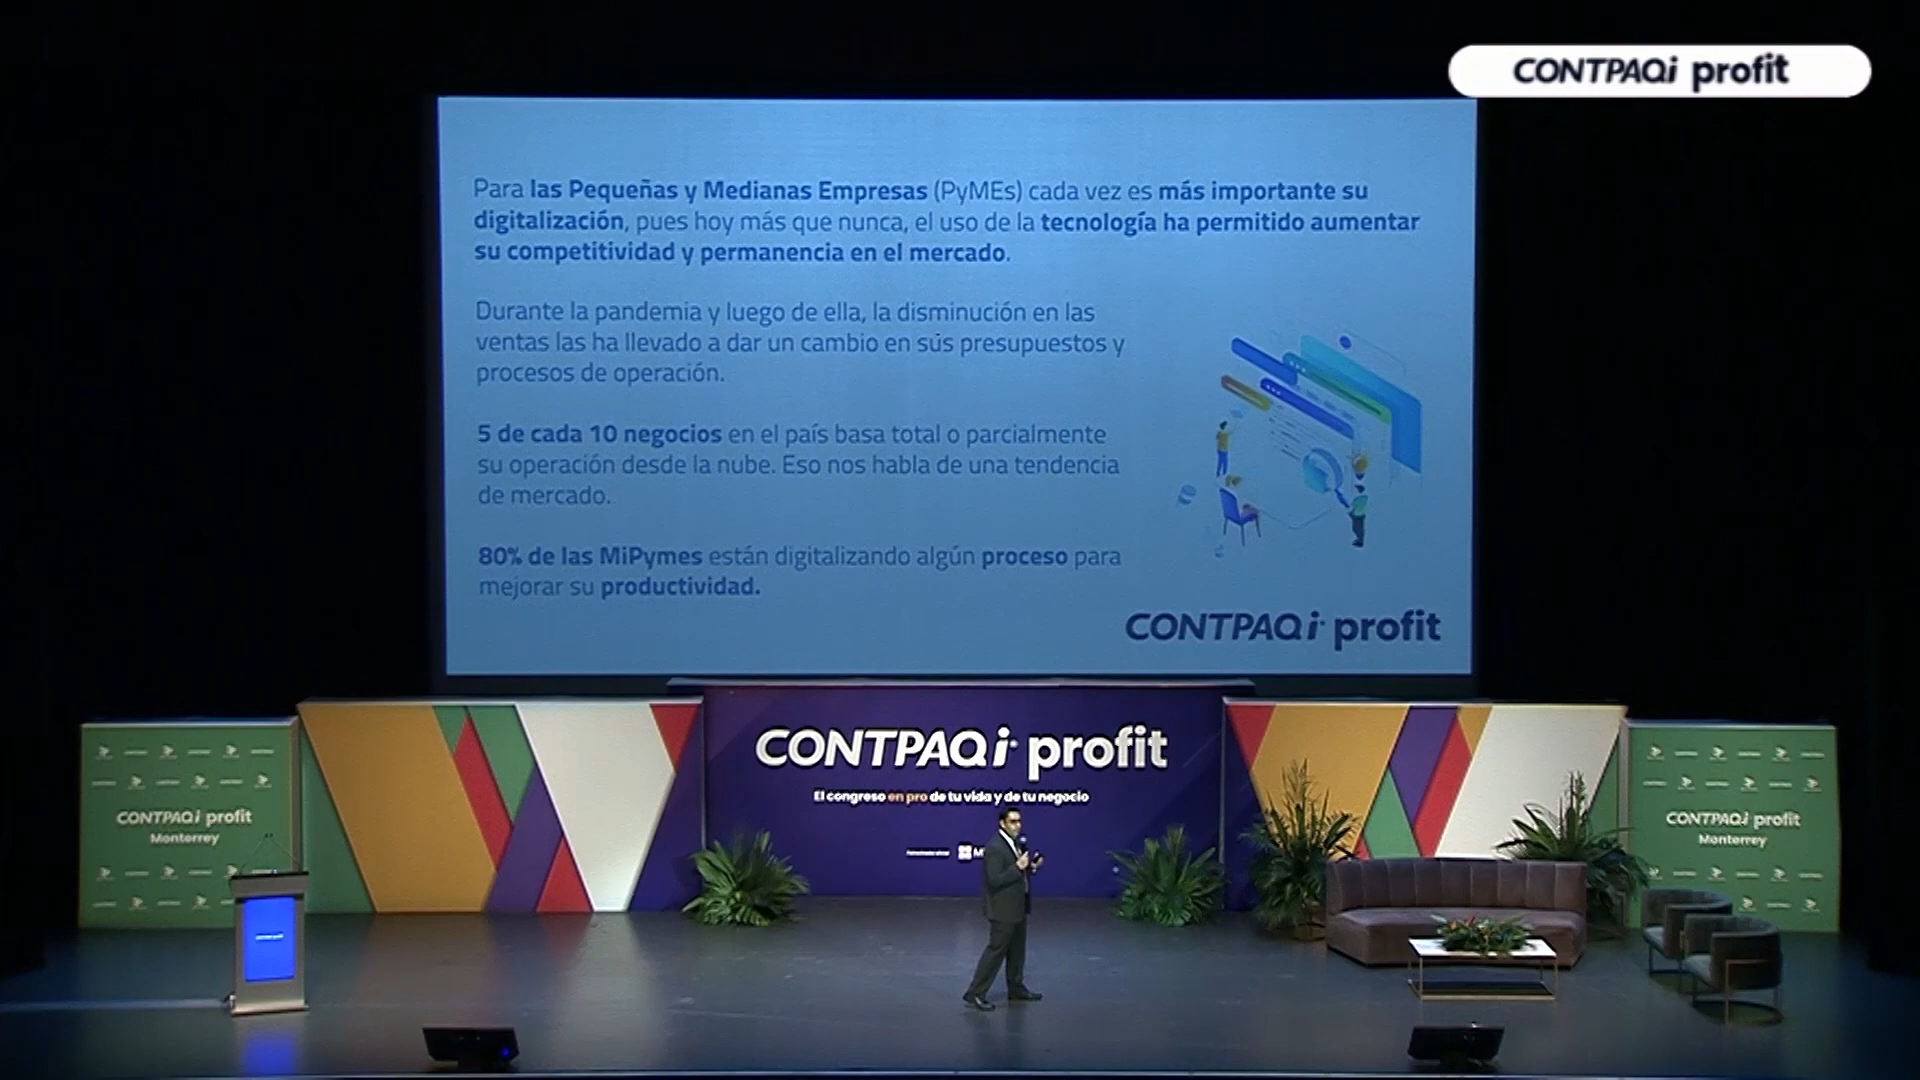 CONTPAQi profit
Para las Pequeñas y Medianas Empresas (PyMEs) cada vez es más importante su
digitalización, pues hoy más que nunca, el uso de la tecnología ha permitido aumentar
su competitividad y permanencia en el mercado.
Durante la pandemia y luego de ella, la disminución en las
ventas las ha llevado a dar un cambio en sus presupuestos y
procesos de operación.
5 de cada 10 negocios en el país basa total o parcialmente
su operación desde la nube. Eso nos habla de una tendencia
de mercado.
80% de las MiPymes están digitalizando algún proceso para
mejorar su productividad.
CONTPAQi profit
CONTPAQi profit
El congreso en pro de tu vida y de tu negocio
CONTPAQi profit
Monterrey
CONTPAQi profit
Monterrey